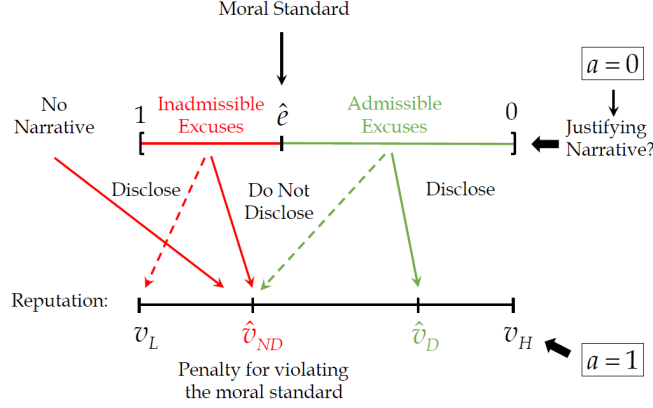 Moral Standard
a = 0
No
Narrative
1
Inadmissible
Excuses
ê
Admissible
Excuses
0
Justifying
Narrative?
Disclose
Do Not
Disclose
Disclose
Reputation:
v_L
v̂_ND
v̂_D
v_H
a = 1
Penalty for violating
the moral standard